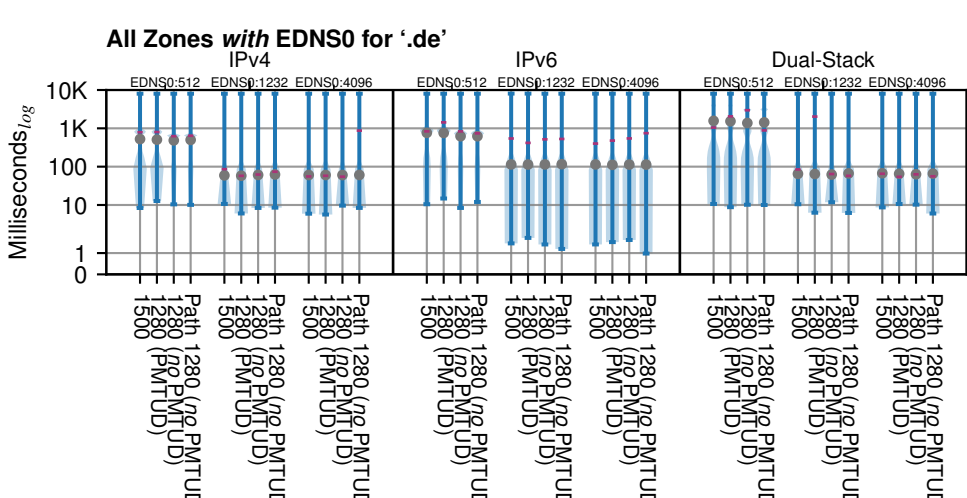 All Zones with EDNS0 for ‘.de’
IPv4 IPv6 Dual-Stack
EDNS0:512 EDNS0:1232 EDNS0:4096 EDNS0:512 EDNS0:1232 EDNS0:4096 EDNS0:512 EDNS0:1232 EDNS0:4096
Milliseconds log
10K
1K
100
10
1
0
1500
1280 (PMTUD)
1280 (no PMTUD)
Path 1280 (no PMTUD
1500
1280 (PMTUD)
1280 (no PMTUD)
Path 1280 (no PMTUD
1500
1280 (PMTUD)
1280 (no PMTUD)
Path 1280 (no PMTUD
1500
1280 (PMTUD)
1280 (no PMTUD)
Path 1280 (no PMTUD
1500
1280 (PMTUD)
1280 (no PMTUD)
Path 1280 (no PMTUD
1500
1280 (PMTUD)
1280 (no PMTUD)
Path 1280 (no PMTUD
1500
1280 (PMTUD)
1280 (no PMTUD)
Path 1280 (no PMTUD
1500
1280 (PMTUD)
1280 (no PMTUD)
Path 1280 (no PMTUD
1500
1280 (PMTUD)
1280 (no PMTUD)
Path 1280 (no PMTUD